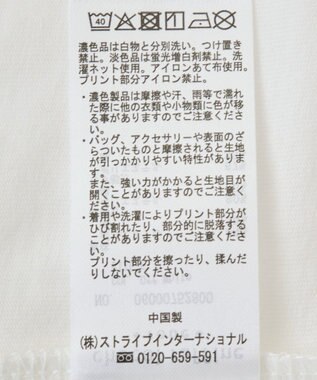 40
濃色品は白物と分別洗い。つけ置き
禁止。淡色品は蛍光増白剤禁止。洗
濯ネット使用。アイロンあて布使用。
プリント部分アイロン禁止。
・濃色製品は摩擦や汗、雨等で濡れ
た際に他の衣類や小物類に色が移
る事がありますのでご注意くださ
い。
・バッグ、アクセサリーや表面のざ
らついたものと摩擦されると生地
が引っかかりやすい特性がありま
す。
また、強い力がかかると生地目が
開くことがありますのでご注意く
ださい。
・着用や洗濯によりプリント部分が
ひび割れたり、部分的に脱落する
ことがありますのでご注意くださ
い。
プリント部分を擦ったり、揉んだ
りしないでください。
中国製
(株)ストライプインターナショナル
0120-659-591